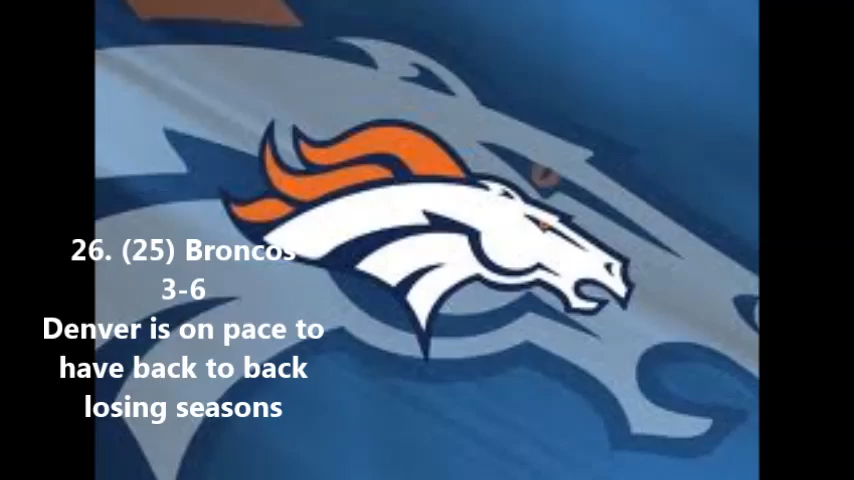 26. (25) Broncos
3-6
Denver is on pace to
have back to back
losing seasons